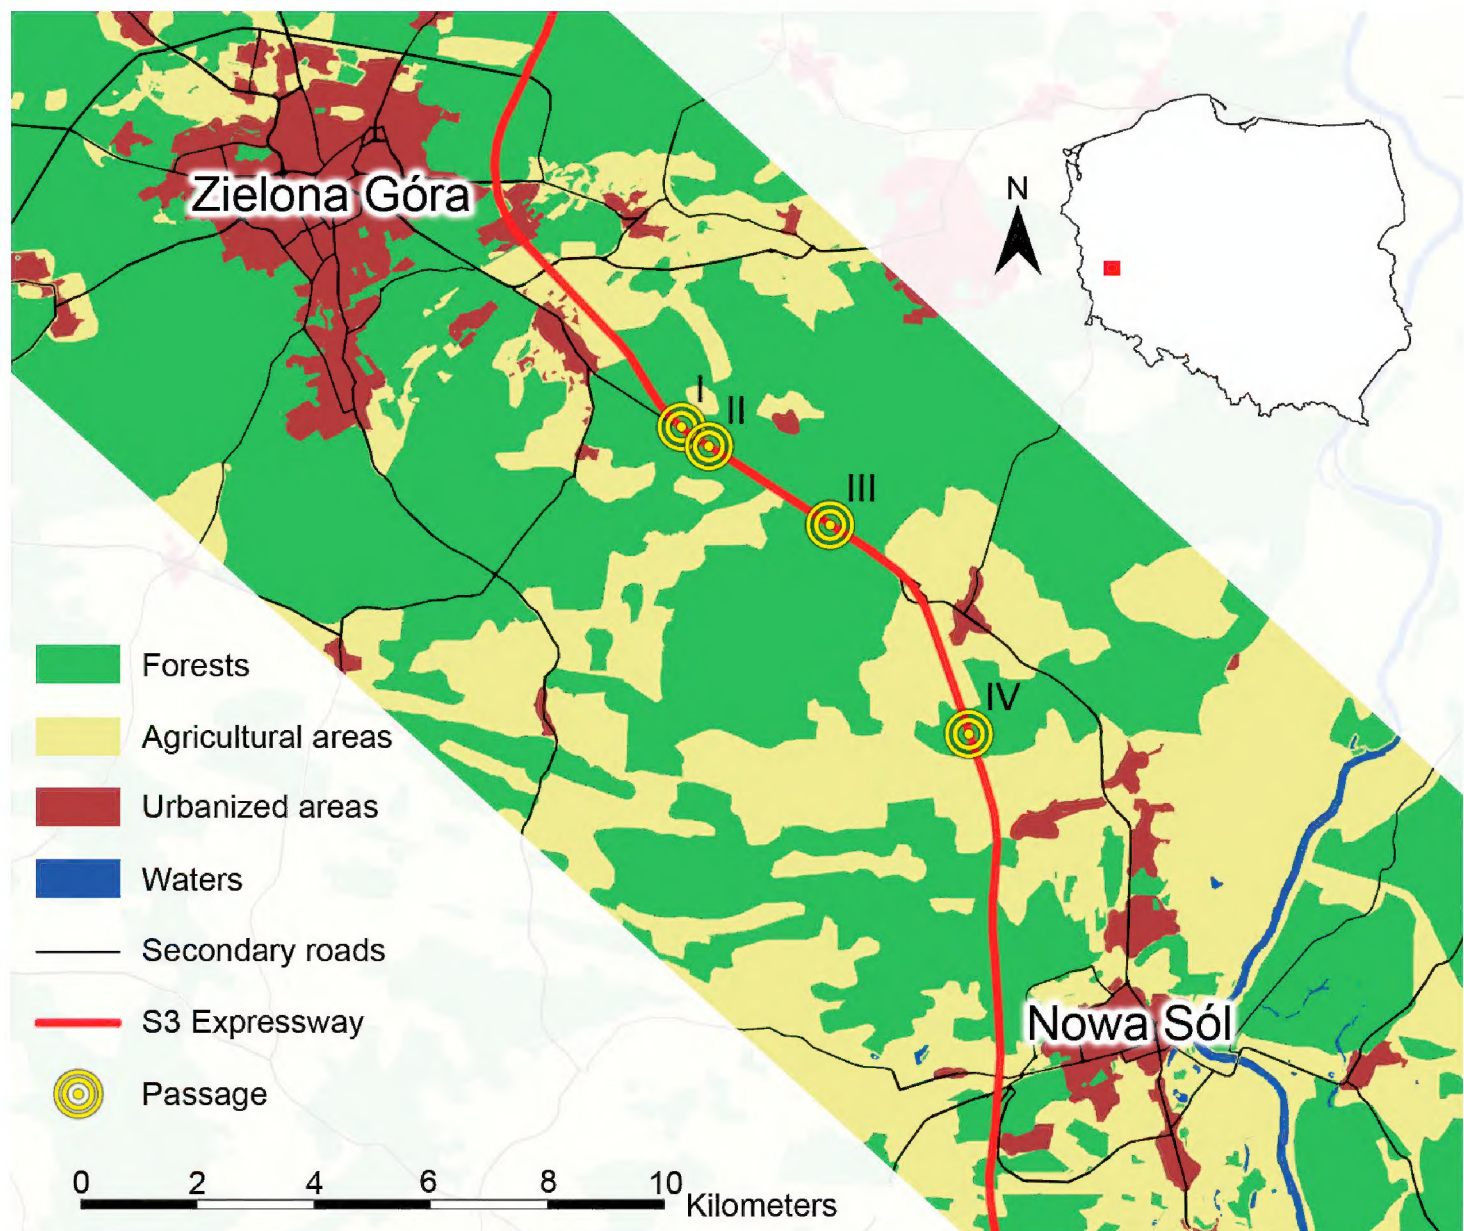 N
Zielona Góra
I
II
III
IV
Forests
Agricultural areas
Urbanized areas
Waters
Secondary roads
S3 Expressway
Passage
Nowa Sól
0 2 4 6 8 10
Kilometers